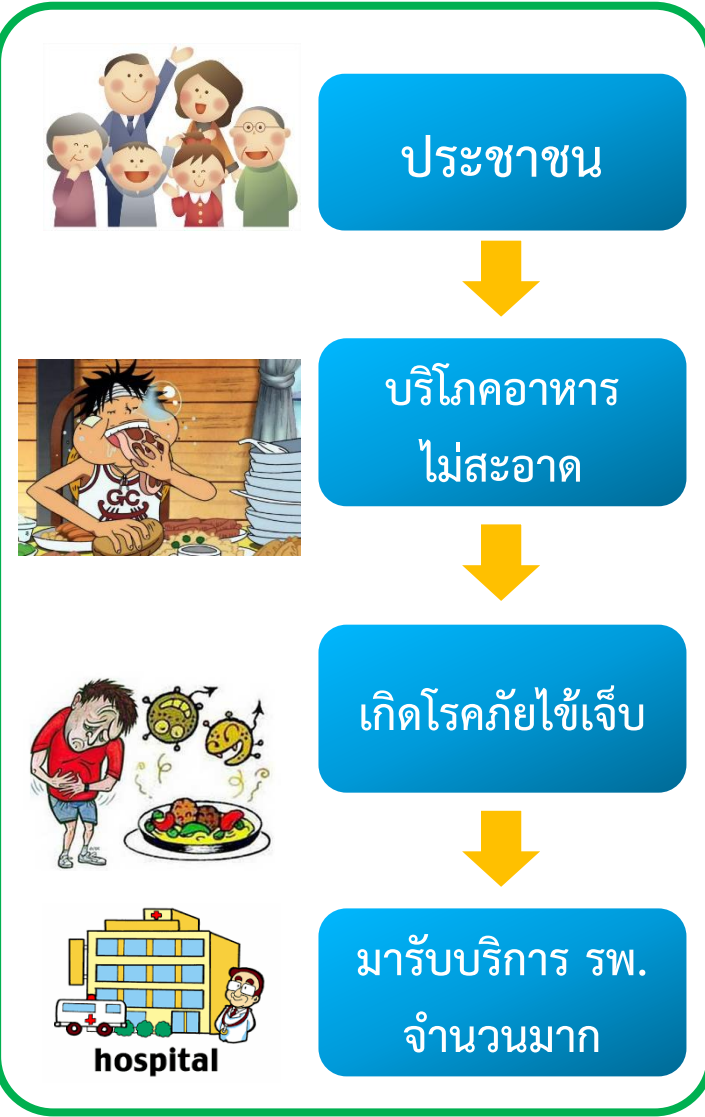 ประชาชน
บริโภคอาหาร
ไม่สะอาด
GC
เกิดโรคภัยไข้เจ็บ
มารับบริการ รพ.
จำนวนมาก
hospital